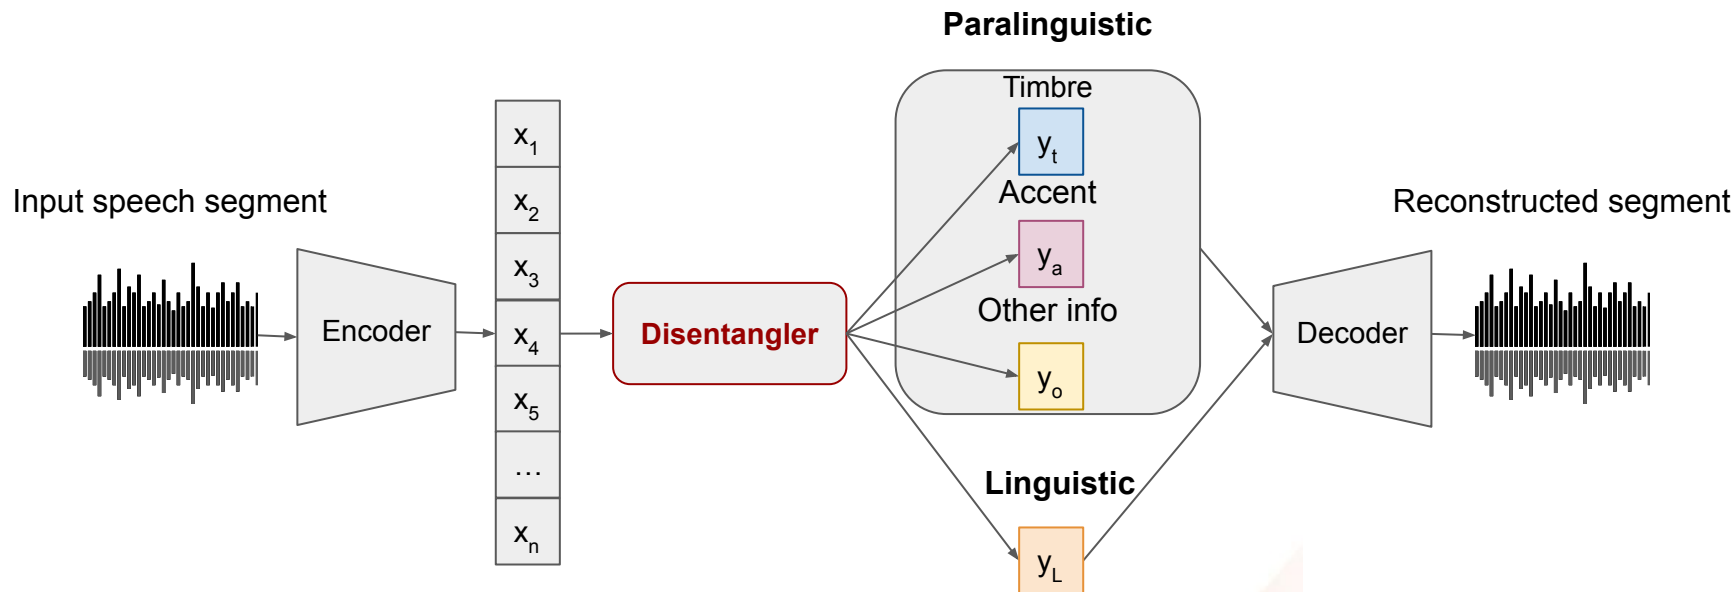 Paralinguistic
Timbre
y_t
Accent
y_a
Other info
y_o
Linguistic
y_L
Input speech segment
Encoder
x_1
x_2
x_3
x_4
x_5
...
x_n
Disentangler
Reconstructed segment
Decoder